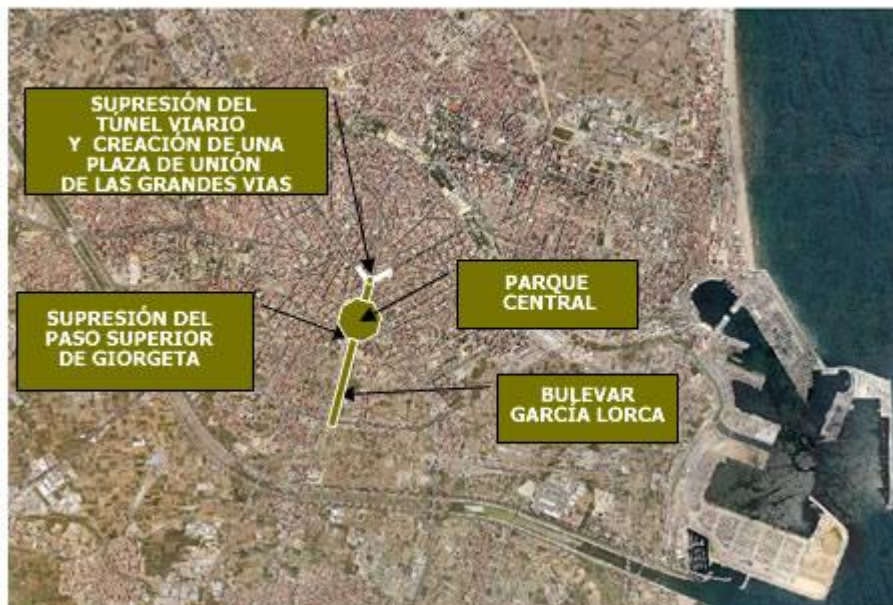 SUPRESIÓN DEL
TÚNEL VIARIO
Y CREACIÓN DE UNA
PLAZA DE UNIÓN
DE LAS GRANDES VIAS
PARQUE
CENTRAL
SUPRESIÓN DEL
PASO SUPERIOR
DE GIORGETA
BULEVAR
GARCÍA LORCA